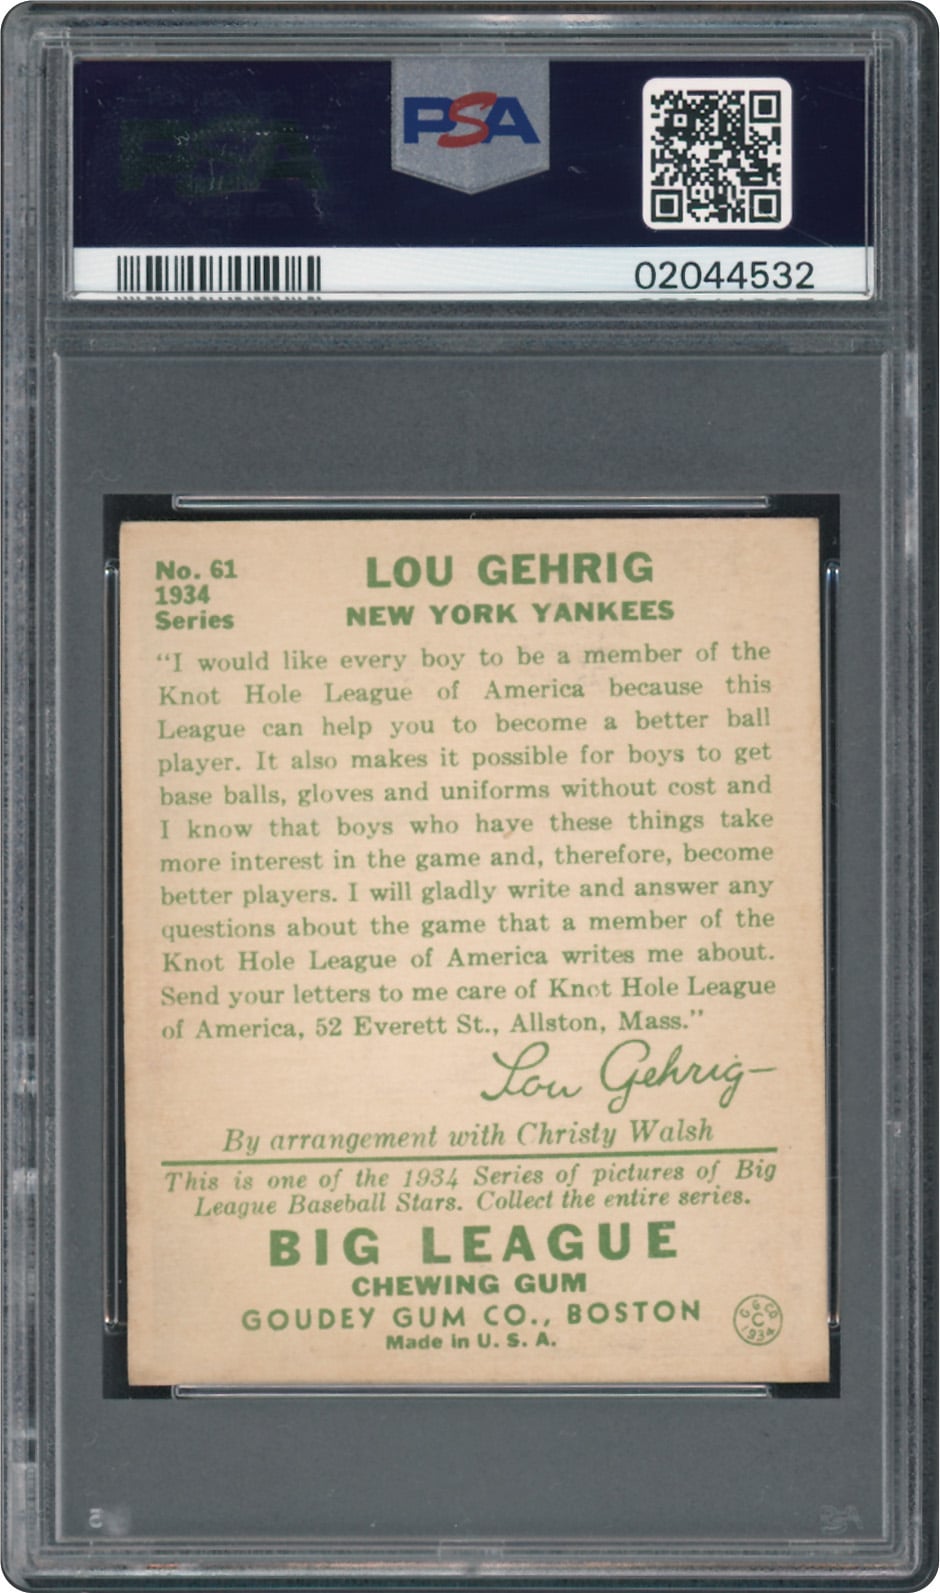 PSA
02044532
No. 61
1934
Series
LOU GEHRIG
NEW YORK YANKEES
“I would like every boy to be a member of the
Knot Hole League of America because this
League can help you to become a better ball
player. It also makes it possible for boys to get
base balls, gloves and uniforms without cost and
I know that boys who have these things take
more interest in the game and, therefore, become
better players. I will gladly write and answer any
questions about the game that a member of the
Knot Hole League of America writes me about.
Send your letters to me care of Knot Hole League
of America, 52 Everett St., Allston, Mass.”
Lou Gehrig
By arrangement with Christy Walsh
This is one of the 1934 Series of pictures of Big
League Baseball Stars. Collect the entire series.
BIG LEAGUE
CHEWING GUM
GOUDEY GUM CO., BOSTON
Made in U. S. A.
G G CO
C
1934